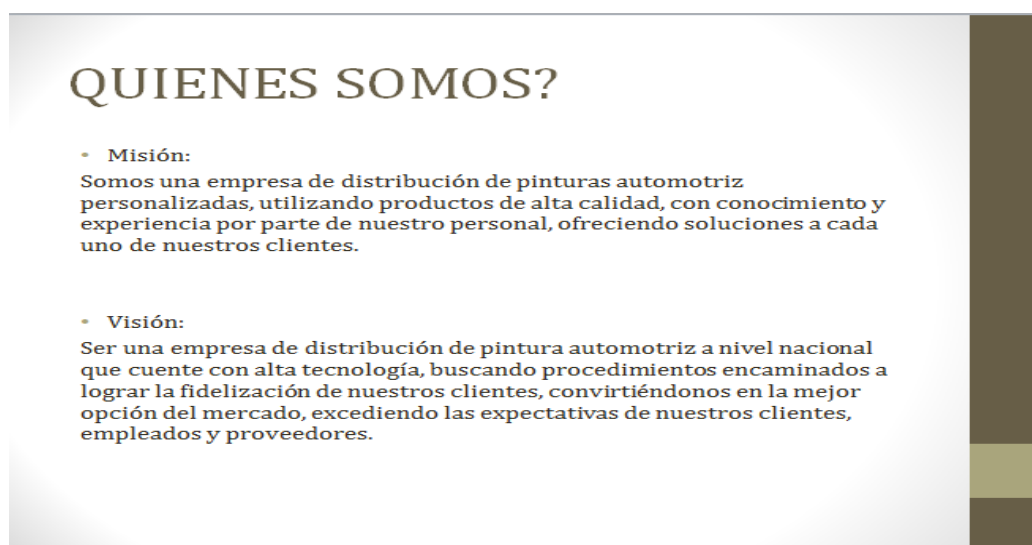 QUIENES SOMOS?
• Misión:
Somos una empresa de distribución de pinturas automotriz
personalizadas, utilizando productos de alta calidad, con conocimiento y
experiencia por parte de nuestro personal, ofreciendo soluciones a cada
uno de nuestros clientes.
• Visión:
Ser una empresa de distribución de pintura automotriz a nivel nacional
que cuente con alta tecnología, buscando procedimientos encaminados a
lograr la fidelización de nuestros clientes, convirtiéndonos en la mejor
opción del mercado, excediendo las expectativas de nuestros clientes,
empleados y proveedores.